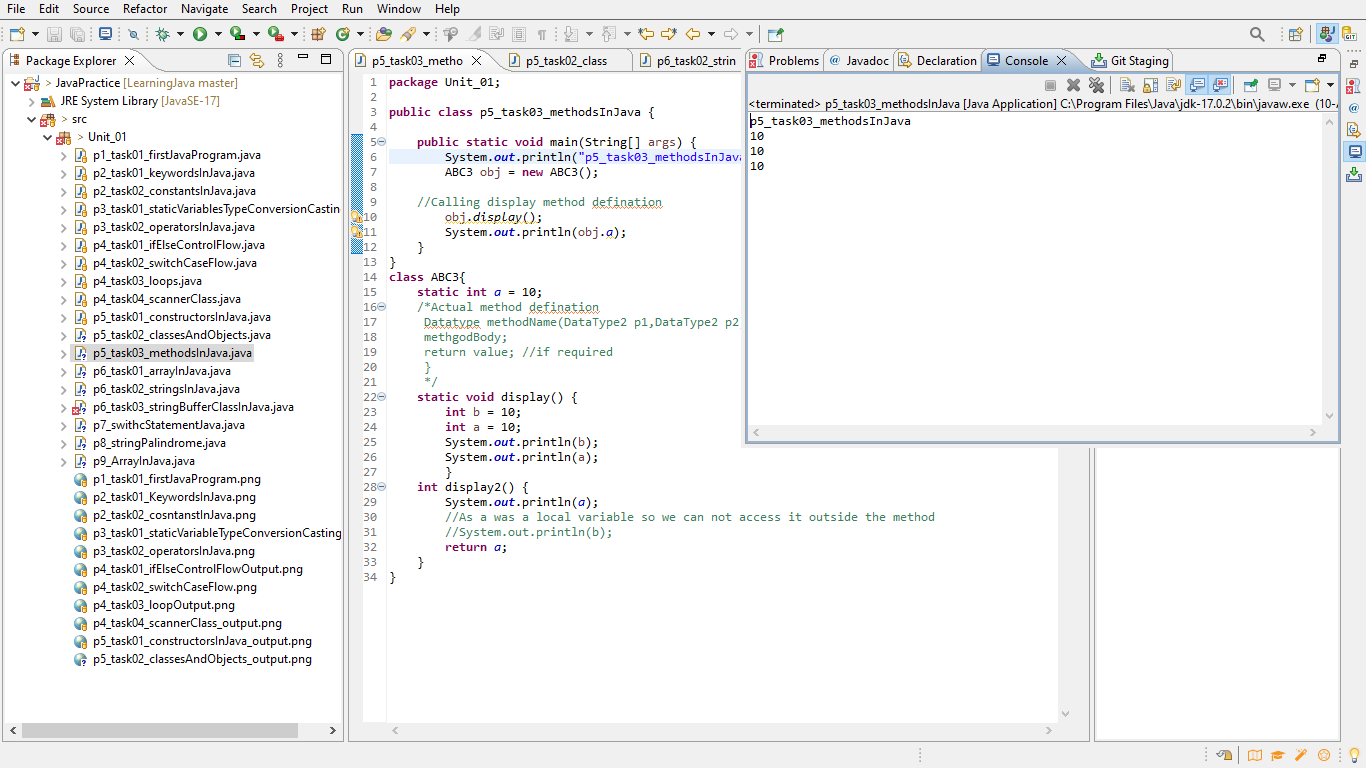 File Edit Source Refactor Navigate Search Project Run Window Help
Package Explorer
JavaPractice [LearningJava master]
JRE System Library [JavaSE-17]
src
Unit_01
p1_task01_firstJavaProgram.java
p2_task01_keywordsInJava.java
p2_task02_constantsInJava.java
p3_task01_staticVariablesTypeConversionCasting
p3_task02_operatorsInJava.java
p4_task01_ifElseControlFlow.java
p4_task02_switchCaseFlow.java
p4_task03_loops.java
p4_task04_scannerClass.java
p5_task01_constructorsInJava.java
p5_task02_classesAndObjects.java
p5_task03_methodsInJava.java
p6_task01_arrayInJava.java
p6_task02_stringsInJava.java
p6_task03_stringBufferClassInJava.java
p7_swithcStatementJava.java
p8_stringPalindrome.java
p9_ArrayInJava.java
p1_task01_firstJavaProgram.png
p2_task01_KeywordsInJava.png
p2_task02_cosntanstInJava.png
p3_task01_staticVariableTypeConversionCasting
p3_task02_operatorsInJava.png
p4_task01_ifElseControlFlowOutput.png
p4_task02_switchCaseFlow.png
p4_task03_loopOutput.png
p4_task04_scannerClass_output.png
p5_task01_constructorsInJava_output.png
p5_task02_classesAndObjects_output.png
p5_task03_metho p5_task02_class p6_task02_strin
1 package Unit_01;
2
3 public class p5_task03_methodsInJava {
4
5 public static void main(String[] args) {
6 System.out.println("p5_task03_methodsInJava
7 ABC3 obj = new ABC3();
8
9 //Calling display method defination
10 obj.display();
11 System.out.println(obj.a);
12 }
13 }
14 class ABC3{
15 static int a = 10;
16 /*Actual method defination
17 Datatype methodName(DataType2 p1,DataType2 p2
18 methgodBody;
19 return value; //if required
20 }
21 */
22 static void display() {
23 int b = 10;
24 int a = 10;
25 System.out.println(b);
26 System.out.println(a);
27 }
28 int display2() {
29 System.out.println(a);
30 //As a was a local variable so we can not access it outside the method
31 //System.out.println(b);
32 return a;
33 }
34 }
Problems Javadoc Declaration Console Git Staging
<terminated> p5_task03_methodsInJava [Java Application] C:\Program Files\Java\jdk-17.0.2\bin\javaw.exe (10-
p5_task03_methodsInJava
10
10
10